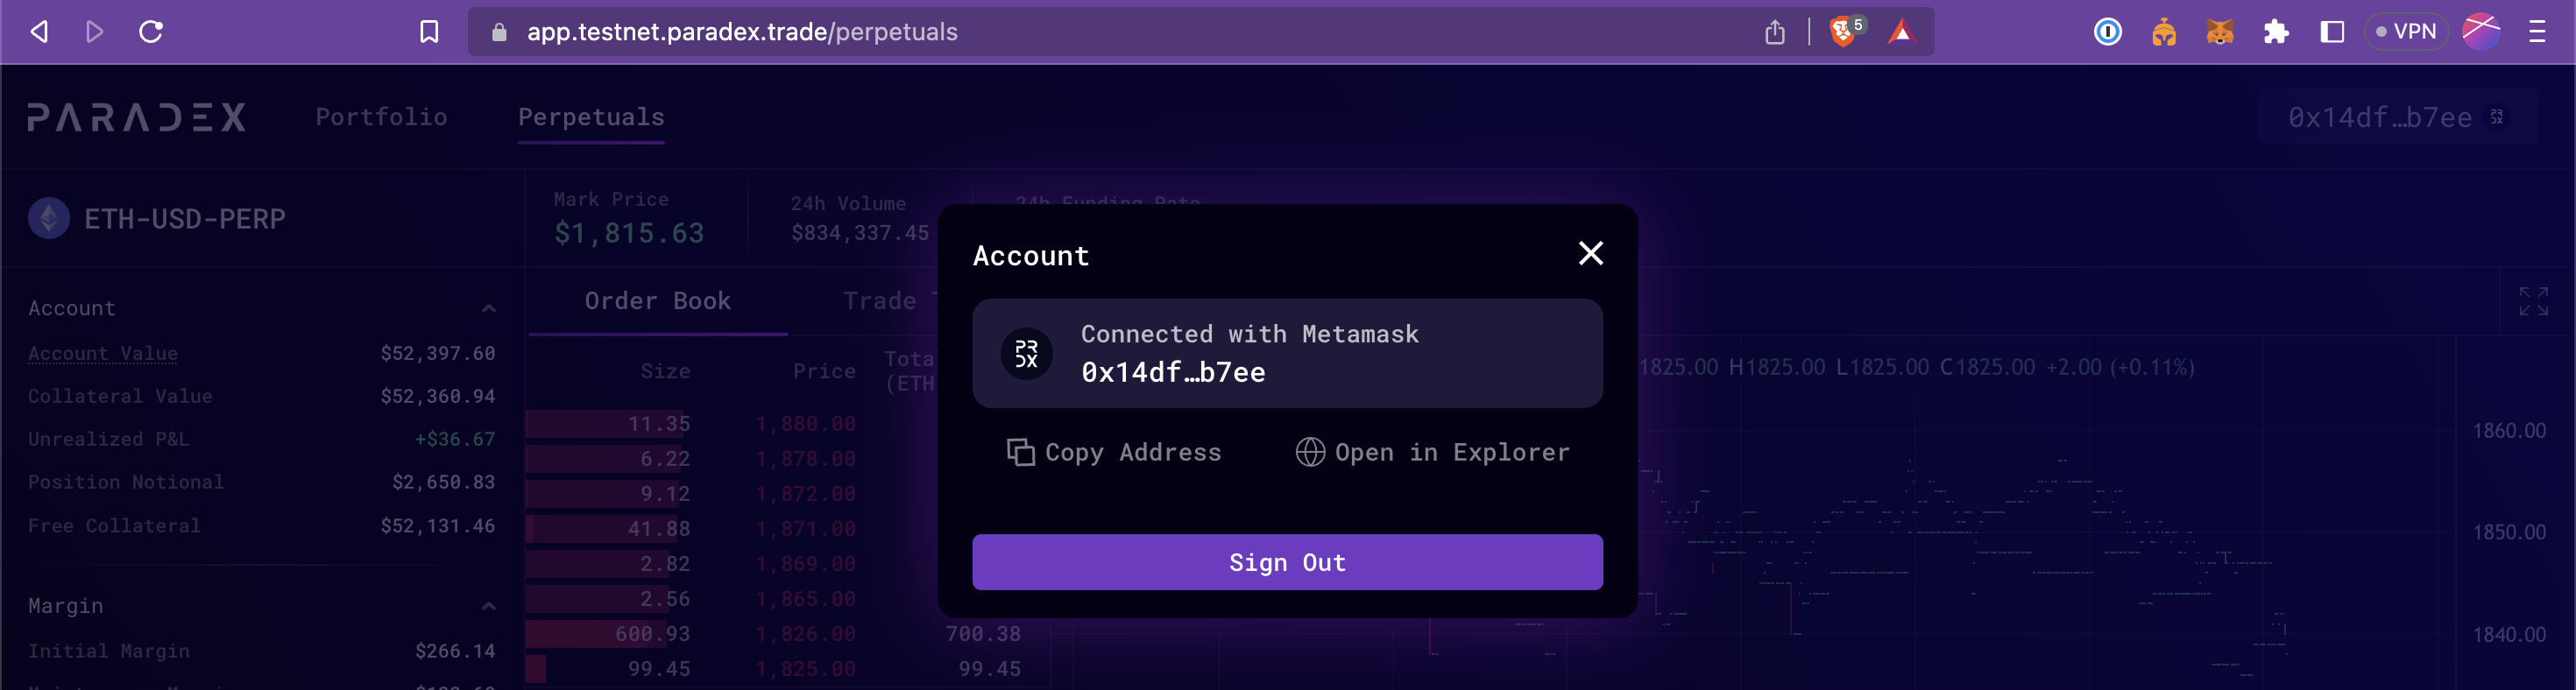 app.testnet.paradex.trade/perpetuals
5
VPN
PARADEX
Portfolio
Perpetuals
0x14df…b7ee
PRDX
ETH-USD-PERP
Mark Price
$1,815.63
24h Volume
$834,337.45
24h Funding Rate
Account
Account Value $52,397.60
Collateral Value $52,360.94
Unrealized P&L +$36.67
Position Notional $2,650.83
Free Collateral $52,131.46
Margin
Initial Margin $266.14
Order Book
Trade
Size Price Tota
(ETH
11.35 1,880.00
6.22 1,878.00
9.12 1,872.00
41.88 1,871.00
2.82 1,869.00
2.56 1,865.00
600.93 1,826.00 700.38
99.45 1,825.00 99.45
Account
PRDX
Connected with Metamask
0x14df…b7ee
Copy Address
Open in Explorer
Sign Out
1825.00 H1825.00 L1825.00 C1825.00 +2.00 (+0.11%)
1860.00
1850.00
1840.00